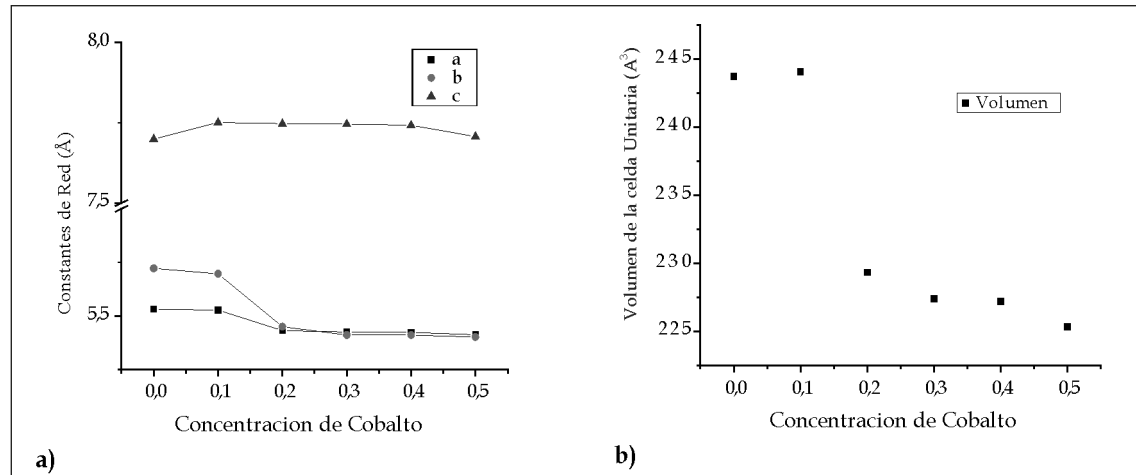 8,0
a
b
c
7,5
5,5
Constantes de Red (Å)
0,0 0,1 0,2 0,3 0,4 0,5
Concentracion de Cobalto
a)
245
240
235
230
225
Volumen de la celda Unitaria (A³)
Volumen
0,0 0,1 0,2 0,3 0,4 0,5
Concentracion de Cobalto
b)